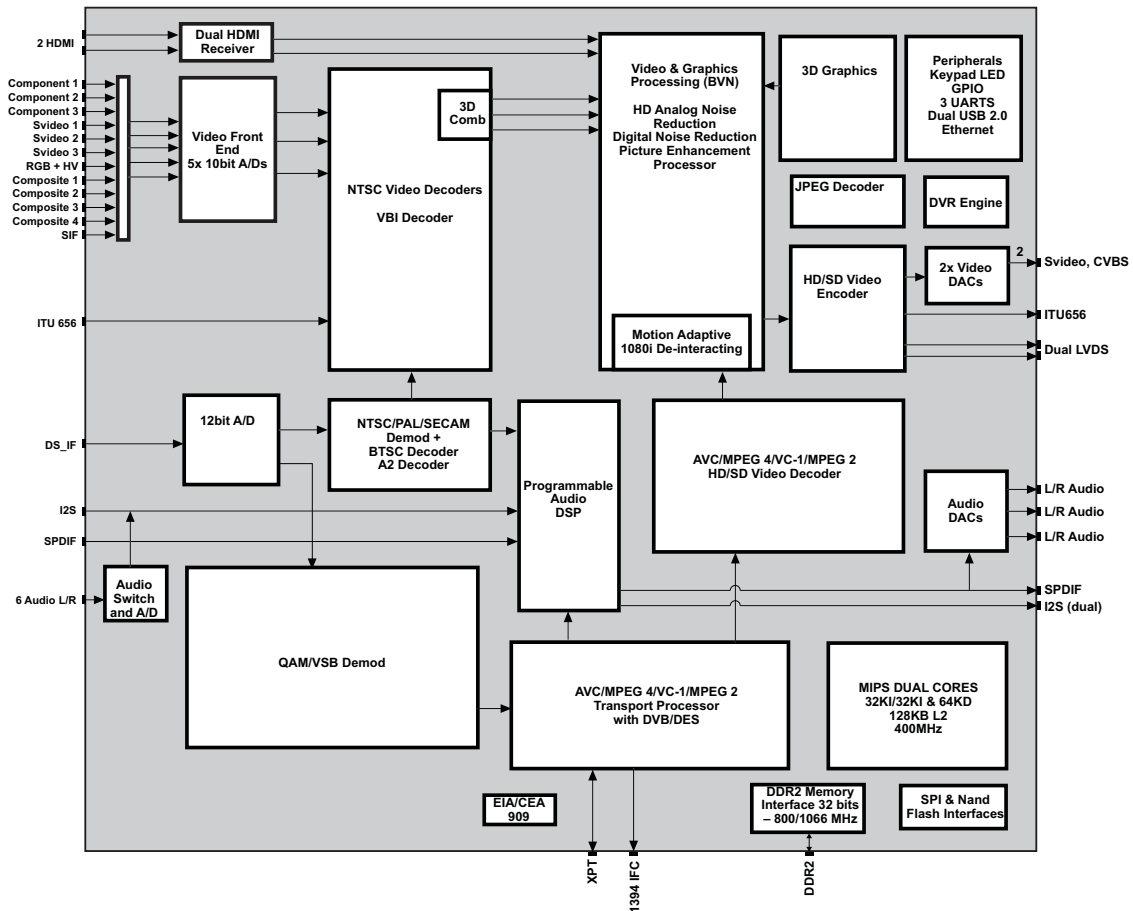 2 HDMI
Component 1
Component 2
Component 3
Svideo 1
Svideo 2
Svideo 3
RGB + HV
Composite 1
Composite 2
Composite 3
Composite 4
SIF
ITU 656
DS_IF
I2S
SPDIF
6 Audio L/R
Dual HDMI
Receiver
Video Front
End
5x 10bit A/Ds
3D
Comb
NTSC Video Decoders
VBI Decoder
Video & Graphics
Processing (BVN)
HD Analog Noise
Reduction
Digital Noise Reduction
Picture Enhancement
Processor
Motion Adaptive
1080i De-interacting
3D Graphics
Peripherals
Keypad LED
GPIO
3 UARTS
Dual USB 2.0
Ethernet
JPEG Decoder
DVR Engine
HD/SD Video
Encoder
2x Video
DACs
2
Svideo, CVBS
ITU656
Dual LVDS
12bit A/D
NTSC/PAL/SECAM
Demod +
BTSC Decoder
A2 Decoder
Programmable
Audio
DSP
AVC/MPEG 4/VC-1/MPEG 2
HD/SD Video Decoder
Audio
DACs
L/R Audio
L/R Audio
L/R Audio
SPDIF
I2S (dual)
Audio
Switch
and A/D
QAM/VSB Demod
AVC/MPEG 4/VC-1/MPEG 2
Transport Processor
with DVB/DES
MIPS DUAL CORES
32KI/32KI & 64KD
128KB L2
400MHz
EIA/CEA
909
DDR2 Memory
Interface 32 bits
– 800/1066 MHz
SPI & Nand
Flash Interfaces
XPT
1394 IFC
DDR2